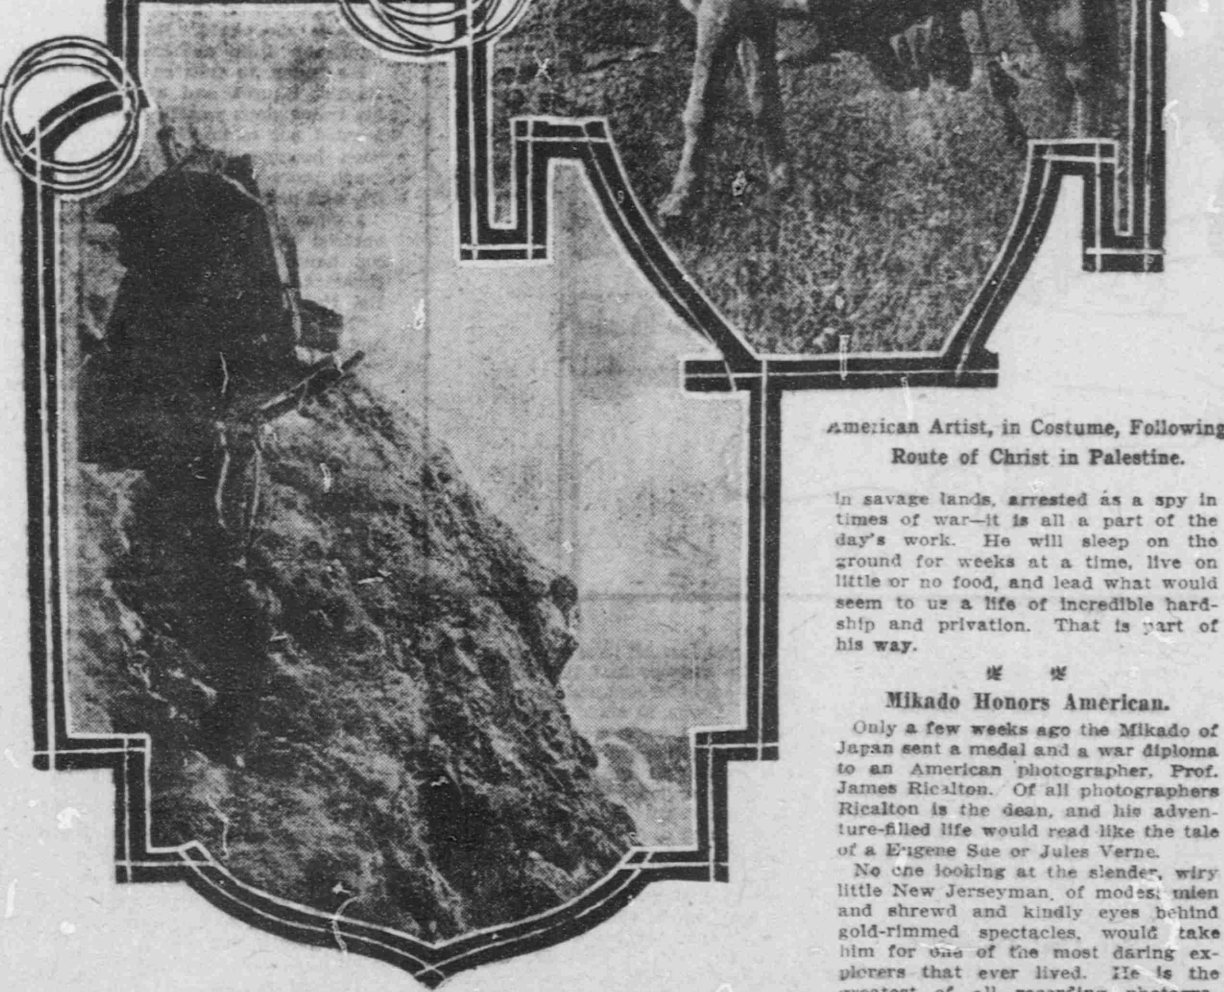 American Artist, in Costume, Following
Route of Christ in Palestine.
in savage lands, arrested as a spy in
times of war—it is all a part of the
day's work. He will sleep on the
ground for weeks at a time, live on
little or no food, and lead what would
seem to us a life of incredible hard-
ship and privation. That is part of
his way.
Mikado Honors American.
Only a few weeks ago the Mikado of
Japan sent a medal and a war diploma
to an American photographer, Prof.
James Ricalton. Of all photographers
Ricalton is the dean, and his adven-
ture-filled life would read like the tale
of a Eugene Sue or Jules Verne.
No one looking at the slender, wiry
little New Jerseyman, of modest mien
and shrewd and kindly eyes behind
gold-rimmed spectacles, would take
him for one of the most daring ex-
plorers that ever lived. He is the
greatest of all recording photogra-